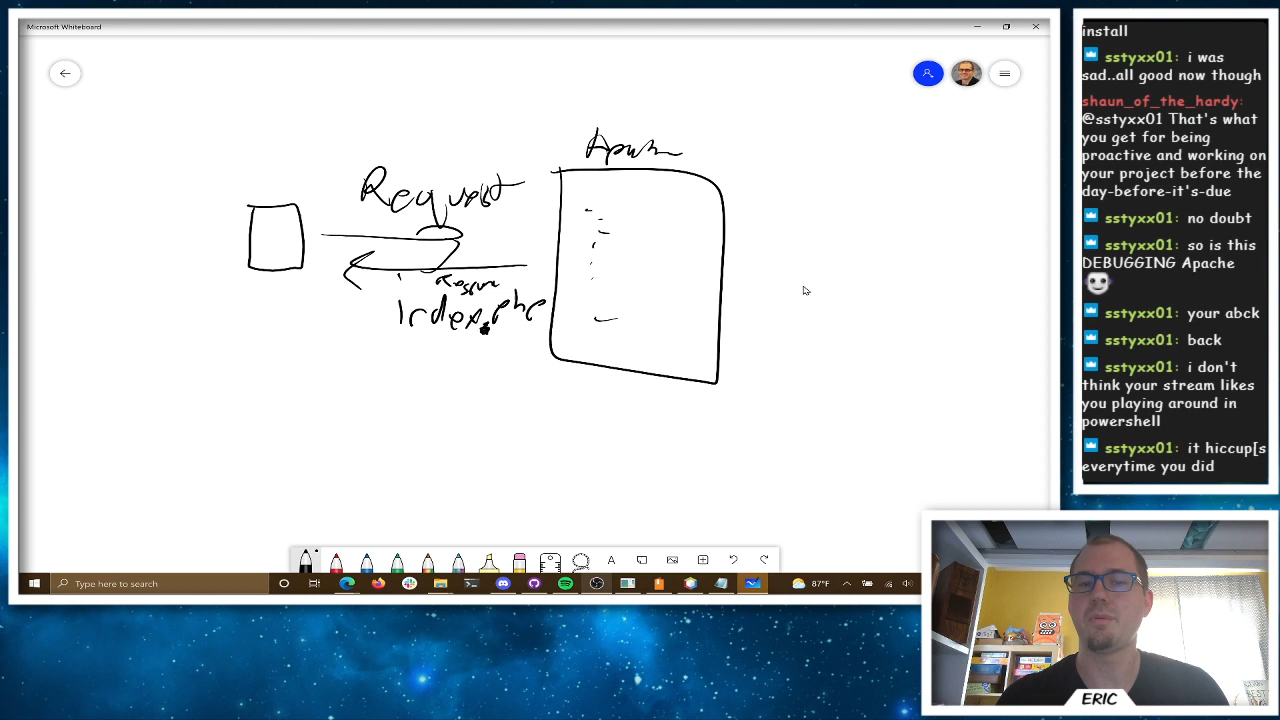 Microsoft Whiteboard
Apache
Request
Response
index.php
A
Type here to search
87°F
install
sstyxx01: i was
sad..all good now though
shaun_of_the_hardy:
@sstyxx01 That's what
you get for being
proactive and working on
your project before the
day-before-it's-due
sstyxx01: no doubt
sstyxx01: so is this
DEBUGGING Apache
sstyxx01: your abck
sstyxx01: back
sstyxx01: i don't
think your stream likes
you playing around in
powershell
sstyxx01: it hiccup[s
everytime you did
ERIC